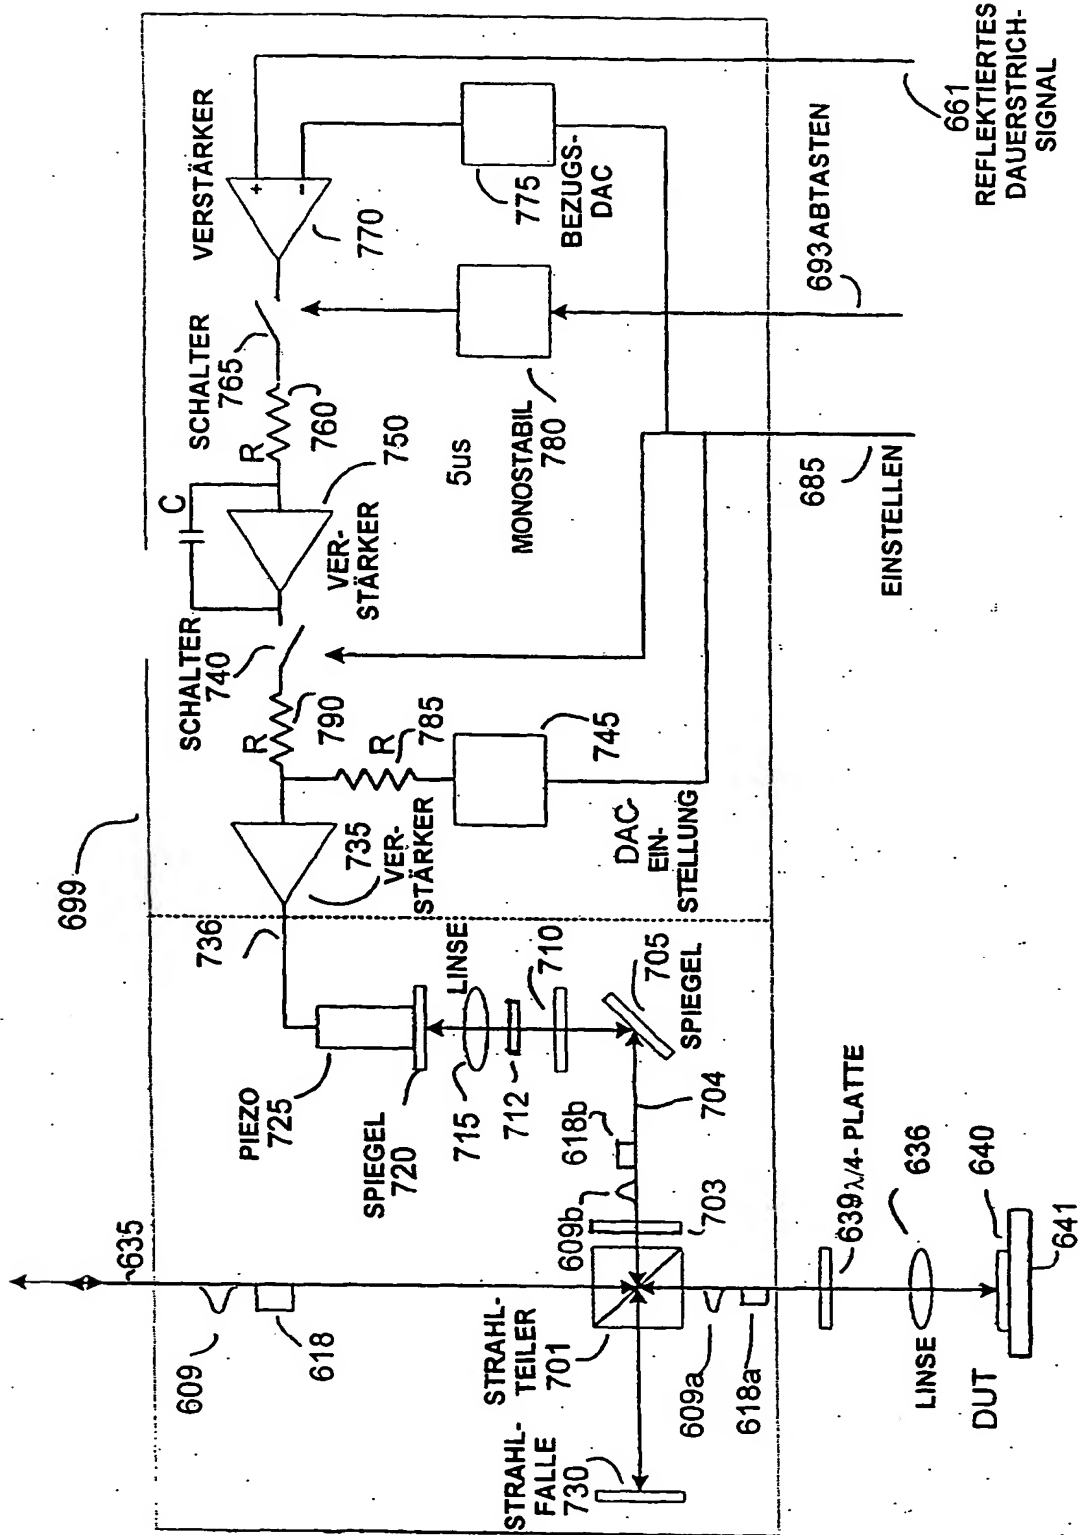 699
736
PIEZO
725
SPIEGEL
720
LINSE
715
712
710
705
SPIEGEL
704
618b
609b
703
635
609
618
STRAHL-
TEILER
701
STRAHL-
FALLE
730
609a
618a
639 λ/4- PLATTE
636
LINSE
640
641
DUT
735
VER-
STÄRKER
R
790
R
785
745
DAC-
EIN-
STELLUNG
SCHALTER
740
C
VER-
STÄRKER
750
R
760
SCHALTER
765
5us
MONOSTABIL
780
VERSTÄRKER
+
-
770
775
BEZUGS-
DAC
685
EINSTELLEN
693 ABTASTEN
661
REFLEKTIERTES
DAUERSTRICH-
SIGNAL